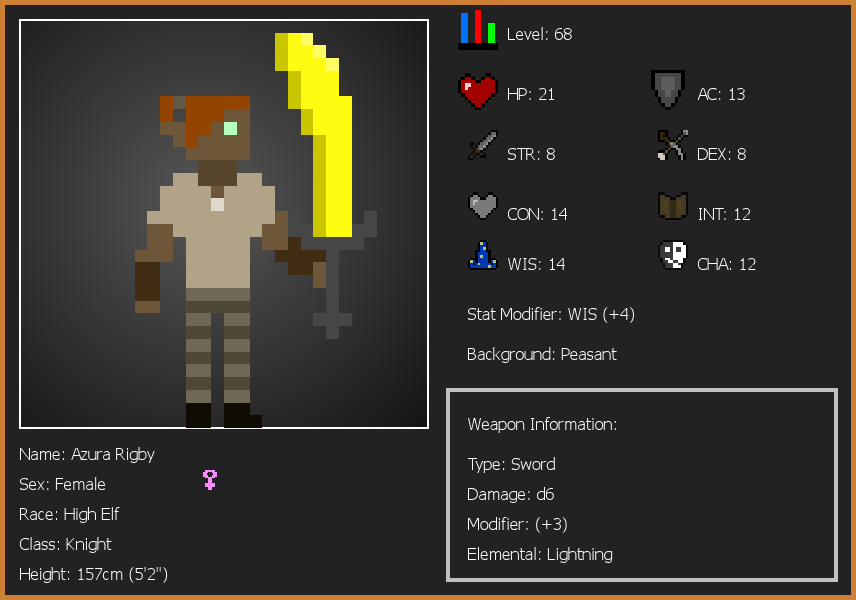 Level: 68
HP: 21
AC: 13
STR: 8
DEX: 8
CON: 14
INT: 12
WIS: 14
CHA: 12
Stat Modifier: WIS (+4)
Background: Peasant
Weapon Information:
Type: Sword
Damage: d6
Modifier: (+3)
Elemental: Lightning
Name: Azura Rigby
Sex: Female
Race: High Elf
Class: Knight
Height: 157cm (5'2")